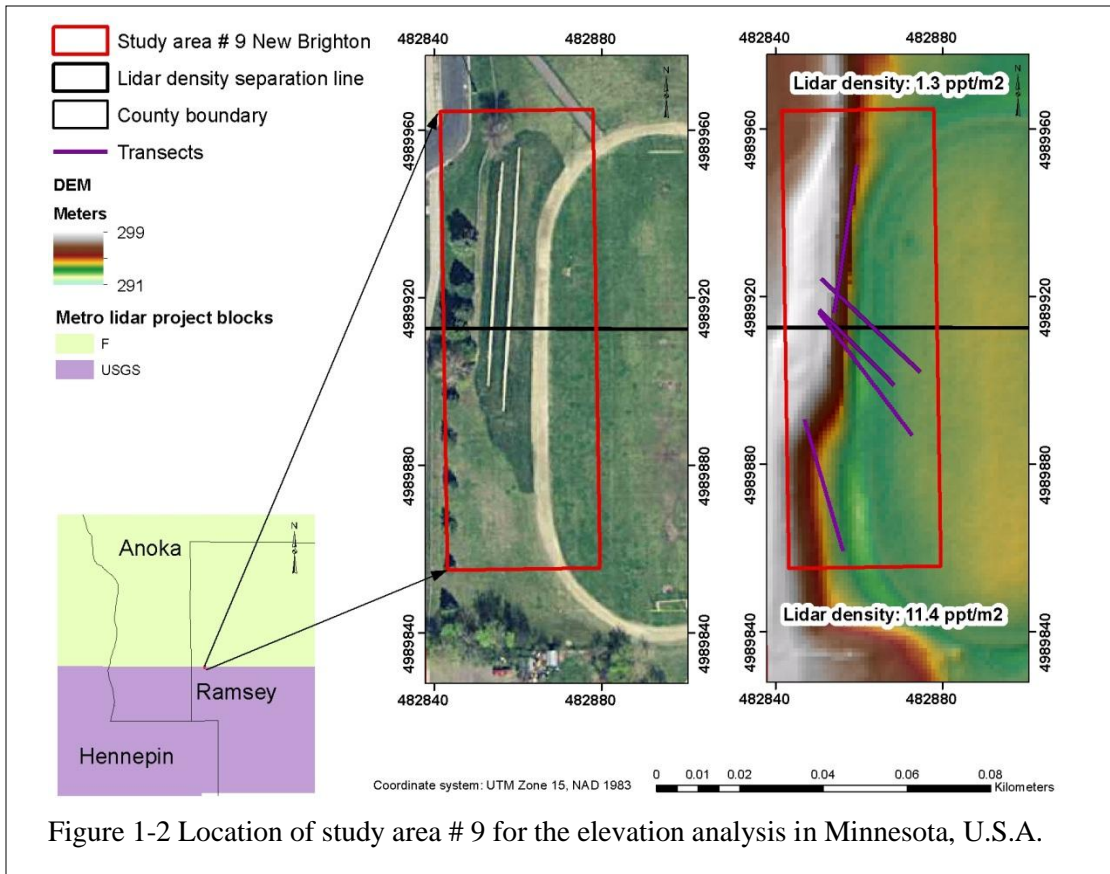 Study area # 9 New Brighton
Lidar density separation line
County boundary
Transects
DEM
Meters
299
291
Metro lidar project blocks
F
USGS
482840
482880
N
4989960
4989920
4989880
4989840
482840
482880
482840
482880
Lidar density: 1.3 ppt/m2
N
4989960
4989920
4989880
4989840
Lidar density: 11.4 ppt/m2
482840
482880
N
Anoka
Ramsey
Hennepin
Coordinate system: UTM Zone 15, NAD 1983
0 0.01 0.02 0.04 0.06 0.08
Kilometers
Figure 1-2 Location of study area # 9 for the elevation analysis in Minnesota, U.S.A.